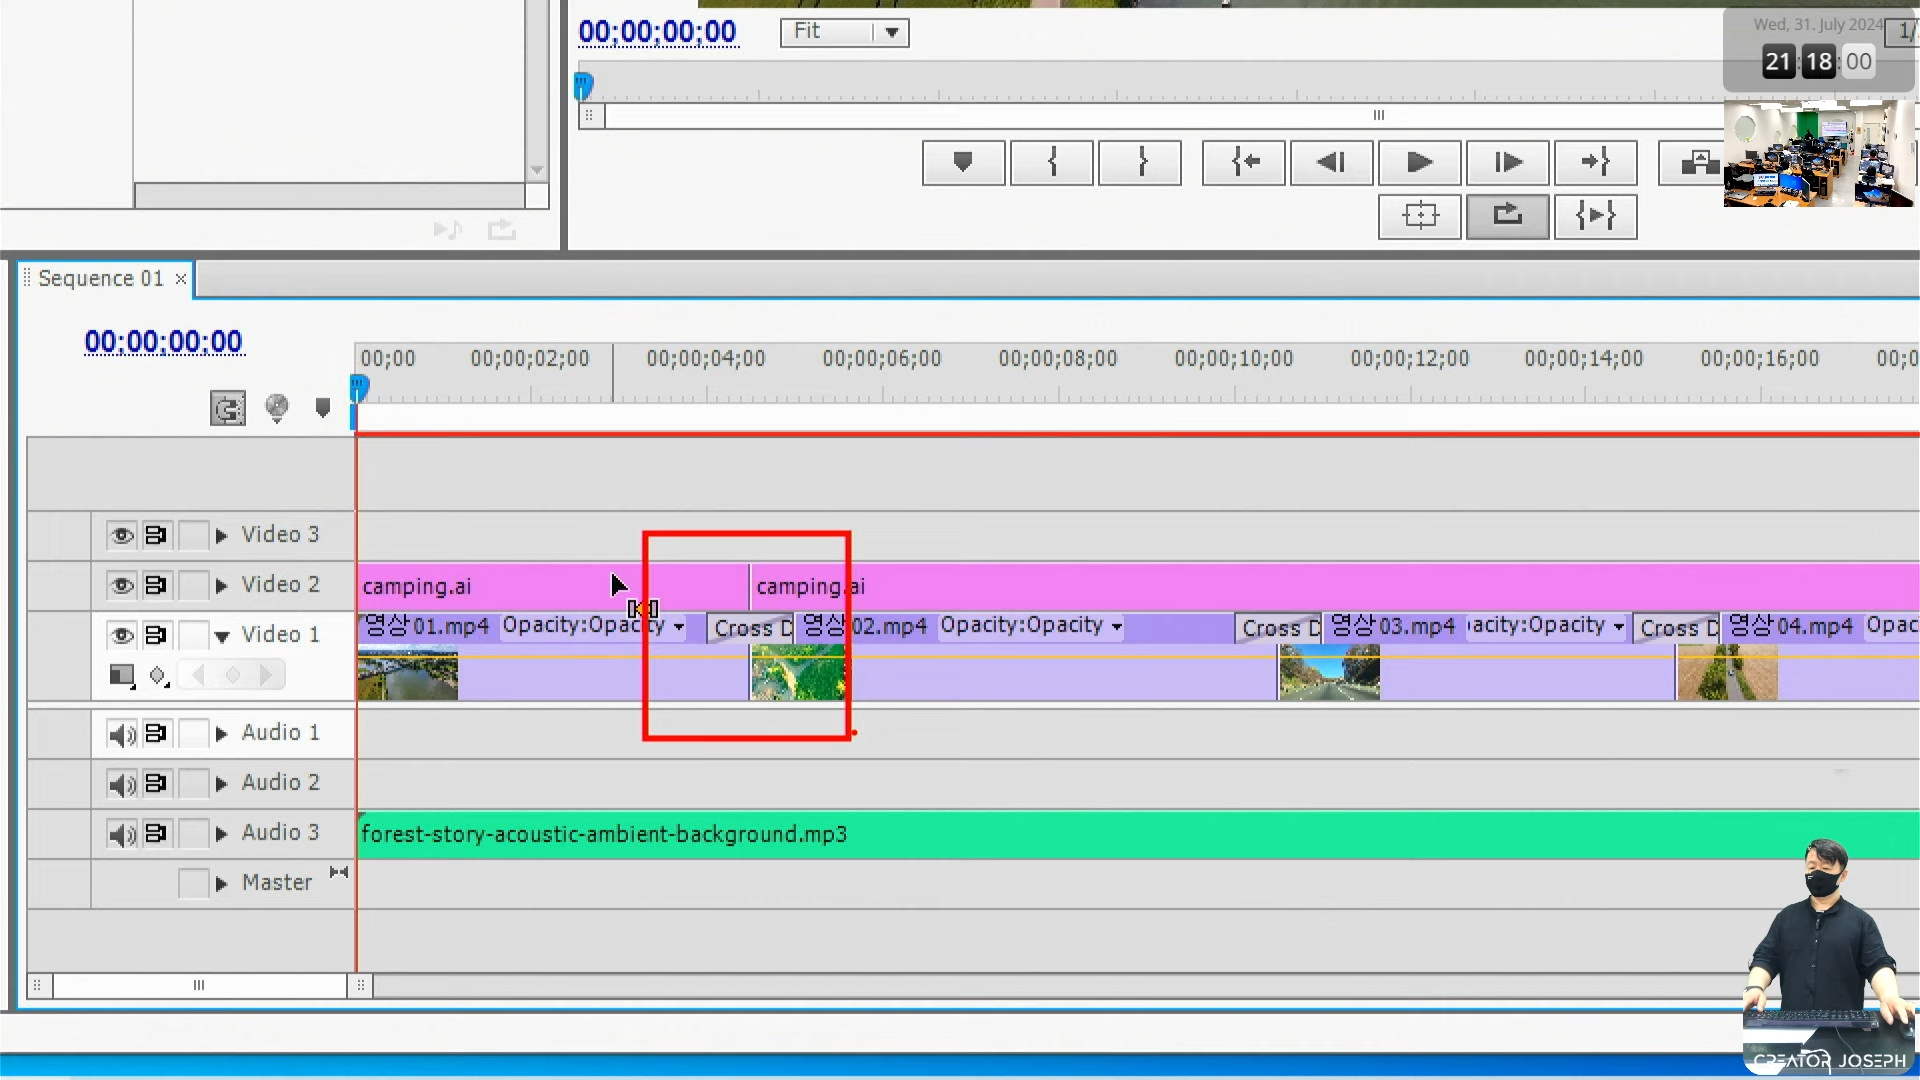 00;00;00;00
Fit
Wed, 31. July 2024
1/
21:18:00
Sequence 01
00;00;00;00
00;00
00;00;02;00
00;00;04;00
00;00;06;00
00;00;08;00
00;00;10;00
00;00;12;00
00;00;14;00
00;00;16;00
00;0
Video 3
Video 2
camping.ai
camping.ai
Video 1
영상01.mp4 Opacity:Opacity
Cross D
영상02.mp4 Opacity:Opacity
Cross D
영상03.mp4 acity:Opacity
Cross D
영상04.mp4 Opac
Audio 1
Audio 2
Audio 3
forest-story-acoustic-ambient-background.mp3
Master
CREATOR JOSEPH